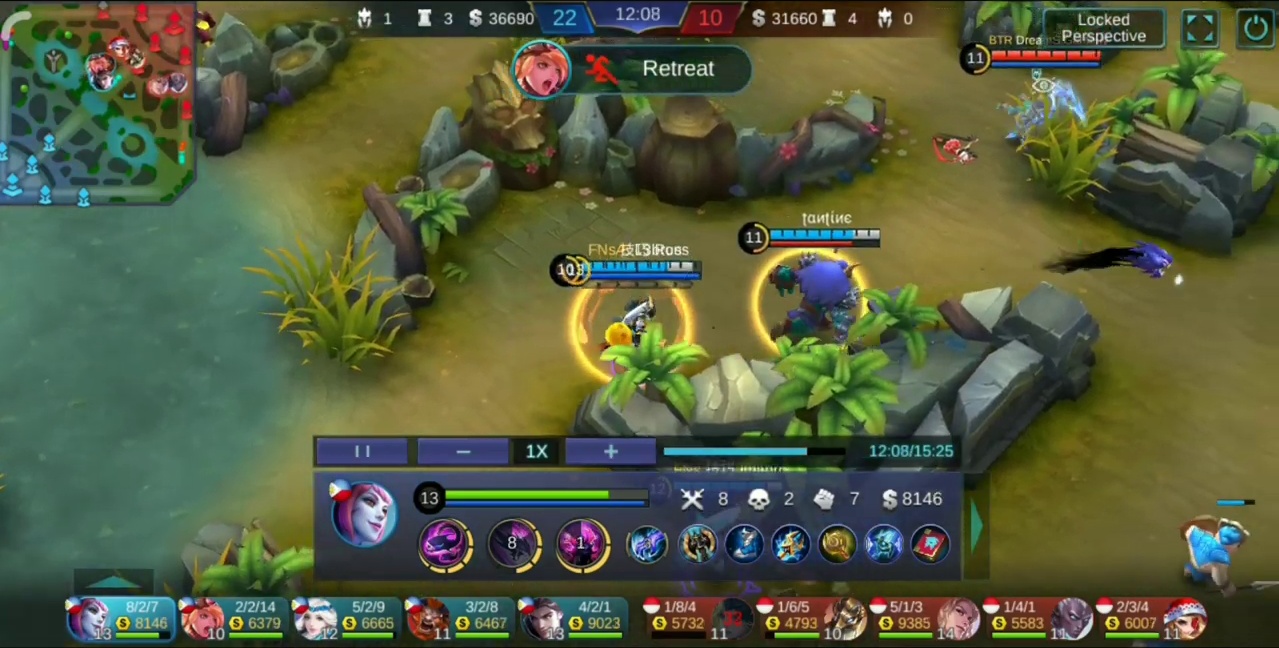 1 3 $ 36690 22 12:08 10 $ 31660 4 0
Locked
Perspective
Retreat
BTR Drea
11
11
ʈanʈine
1X
12:08/15:25
13
8 2 7 $ 8146
8 1
8/2/7 2/2/14 5/2/9 3/2/8 4/2/1 1/8/4 1/6/5 5/1/3 1/4/1 2/3/4
8146 6379 6665 6467 9023 5732 4793 9385 5583 6007
13 10 12 11 13 11 10 14 11 11